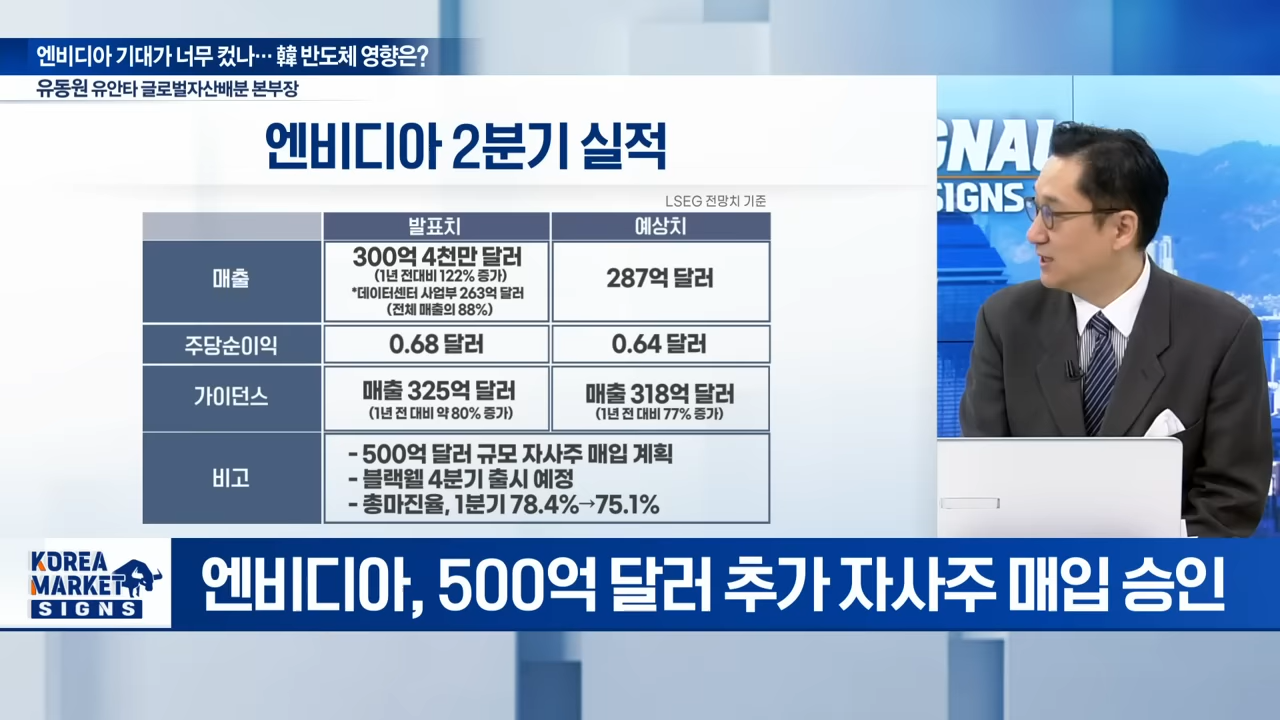 엔비디아 기대가 너무 컸나… 韓 반도체 영향은?
유동원 유안타 글로벌자산배분 본부장
엔비디아 2분기 실적
LSEG 전망치 기준
발표치 예상치
매출
300억 4천만 달러
(1년 전대비 122% 증가)
*데이터센터 사업부 263억 달러
(전체 매출의 88%)
287억 달러
주당순이익 0.68 달러 0.64 달러
가이던스
매출 325억 달러
(1년 전 대비 약 80% 증가)
매출 318억 달러
(1년 전 대비 77% 증가)
비고
- 500억 달러 규모 자사주 매입 계획
- 블랙웰 4분기 출시 예정
- 총마진율, 1분기 78.4%→75.1%
GNAL
SIGNS
KOREA
MARKET
SIGNS
엔비디아, 500억 달러 추가 자사주 매입 승인